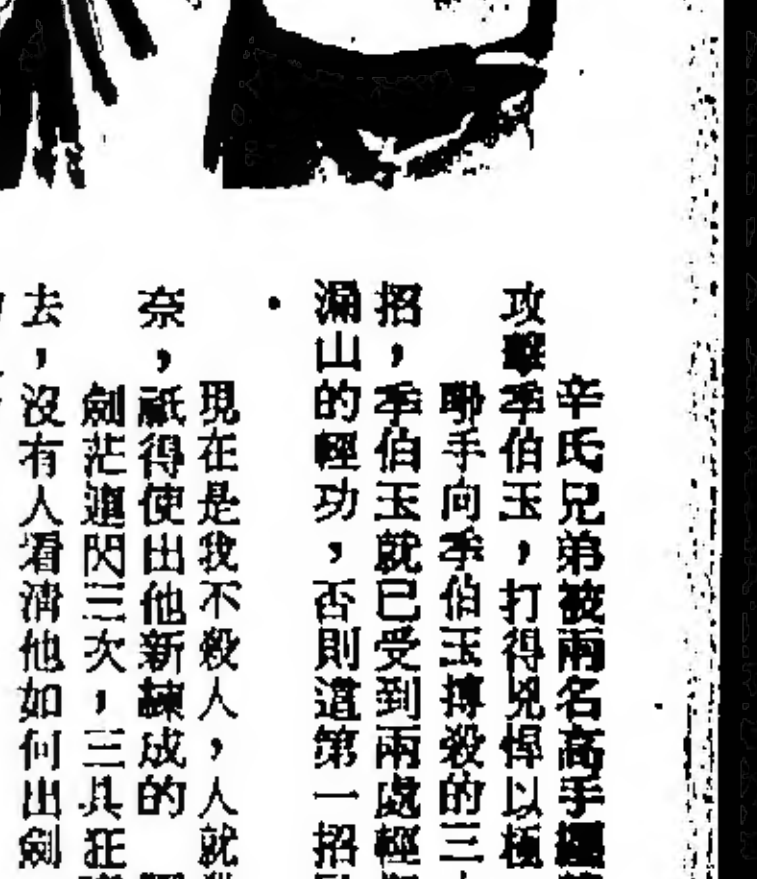 辛氏兄弟被兩名高手纏
攻擊季伯玉,打得兇悍以極
聯手向季伯玉搏殺的三
招,季伯玉就已受到兩處輕
漏山的輕功,否則這第一招
。
現在是我不殺人,人就
奈,祇得使出他新練成的
劍芒連閃三次,三具狂
去,沒有人看清他如何出劍